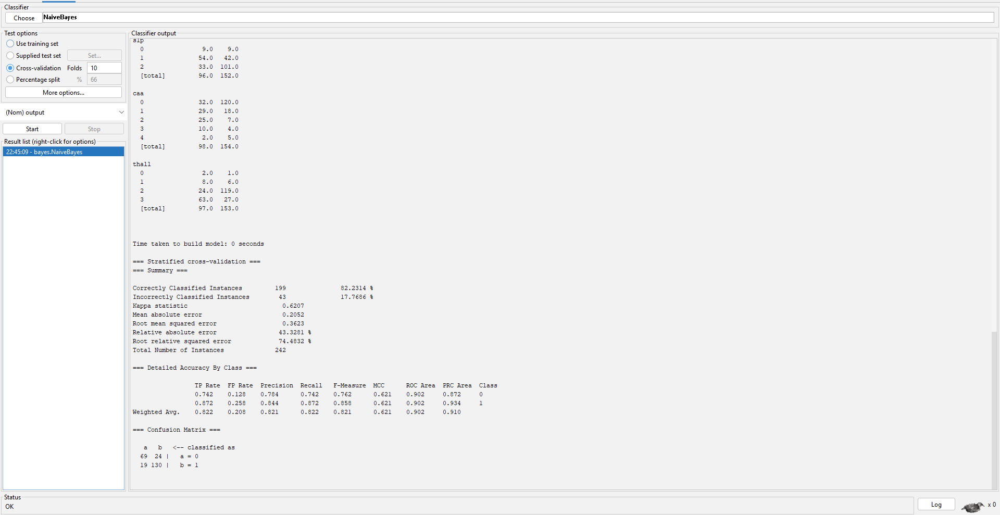 Classifier
Choose NaiveBayes
Test options
Use training set
Supplied test set Set...
Cross-validation Folds 10
Percentage split % 66
More options...
(Nom) output
Start Stop
Result list (right-click for options)
22:45:09 - bayes.NaiveBayes
Classifier output
slp
0 9.0 9.0
1 54.0 42.0
2 33.0 101.0
[total] 96.0 152.0
caa
0 32.0 120.0
1 29.0 18.0
2 25.0 7.0
3 10.0 4.0
4 2.0 5.0
[total] 98.0 154.0
thall
0 2.0 1.0
1 8.0 6.0
2 24.0 119.0
3 63.0 27.0
[total] 97.0 153.0
Time taken to build model: 0 seconds
=== Stratified cross-validation ===
=== Summary ===
Correctly Classified Instances 199 82.2314 %
Incorrectly Classified Instances 43 17.7686 %
Kappa statistic 0.6207
Mean absolute error 0.2052
Root mean squared error 0.3623
Relative absolute error 43.3281 %
Root relative squared error 74.4832 %
Total Number of Instances 242
=== Detailed Accuracy By Class ===
TP Rate FP Rate Precision Recall F-Measure MCC ROC Area PRC Area Class
0.742 0.128 0.784 0.742 0.762 0.621 0.902 0.872 0
0.872 0.258 0.844 0.872 0.858 0.621 0.902 0.934 1
Weighted Avg. 0.822 0.208 0.821 0.822 0.821 0.621 0.902 0.910
=== Confusion Matrix ===
a b <-- classified as
69 24 | a = 0
19 130 | b = 1
Status
OK
Log x 0